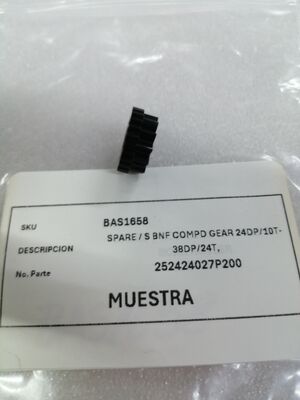 SKU BAS1658
DESCRIPCION SPARE / S BNF COMPD GEAR 24DP/10T-
38DP/24T,
No. Parte 252424027P200
MUESTRA